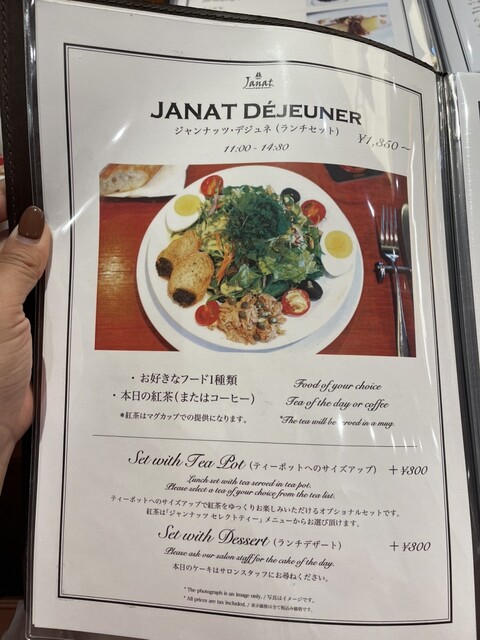 Janat
JANAT DÉJEUNER
ジャンナッツ・デジュネ（ランチセット）
¥1,350～
11:00 - 14:30
・お好きなフード1種類
Food of your choice
・本日の紅茶（またはコーヒー）
Tea of the day or coffee
*紅茶はマグカップでの提供になります。
*The tea will be served in a mug.
Set with Tea Pot（ティーポットへのサイズアップ） ＋¥300
Lunch set with tea served in tea pot.
Please select a tea of your choice from the tea list.
ティーポットへのサイズアップで紅茶をゆっくりお楽しみいただけるオプショナルセットです。
紅茶は「ジャンナッツ セレクトティー」メニューからお選び頂けます。
Set with Dessert（ランチデザート） ＋¥300
Please ask our salon staff for the cake of the day.
本日のケーキはサロンスタッフにお尋ねください。
* The photograph is an image only. / 写真はイメージです。
* All prices are tax included. / 表示価格は全て税込み価格です。